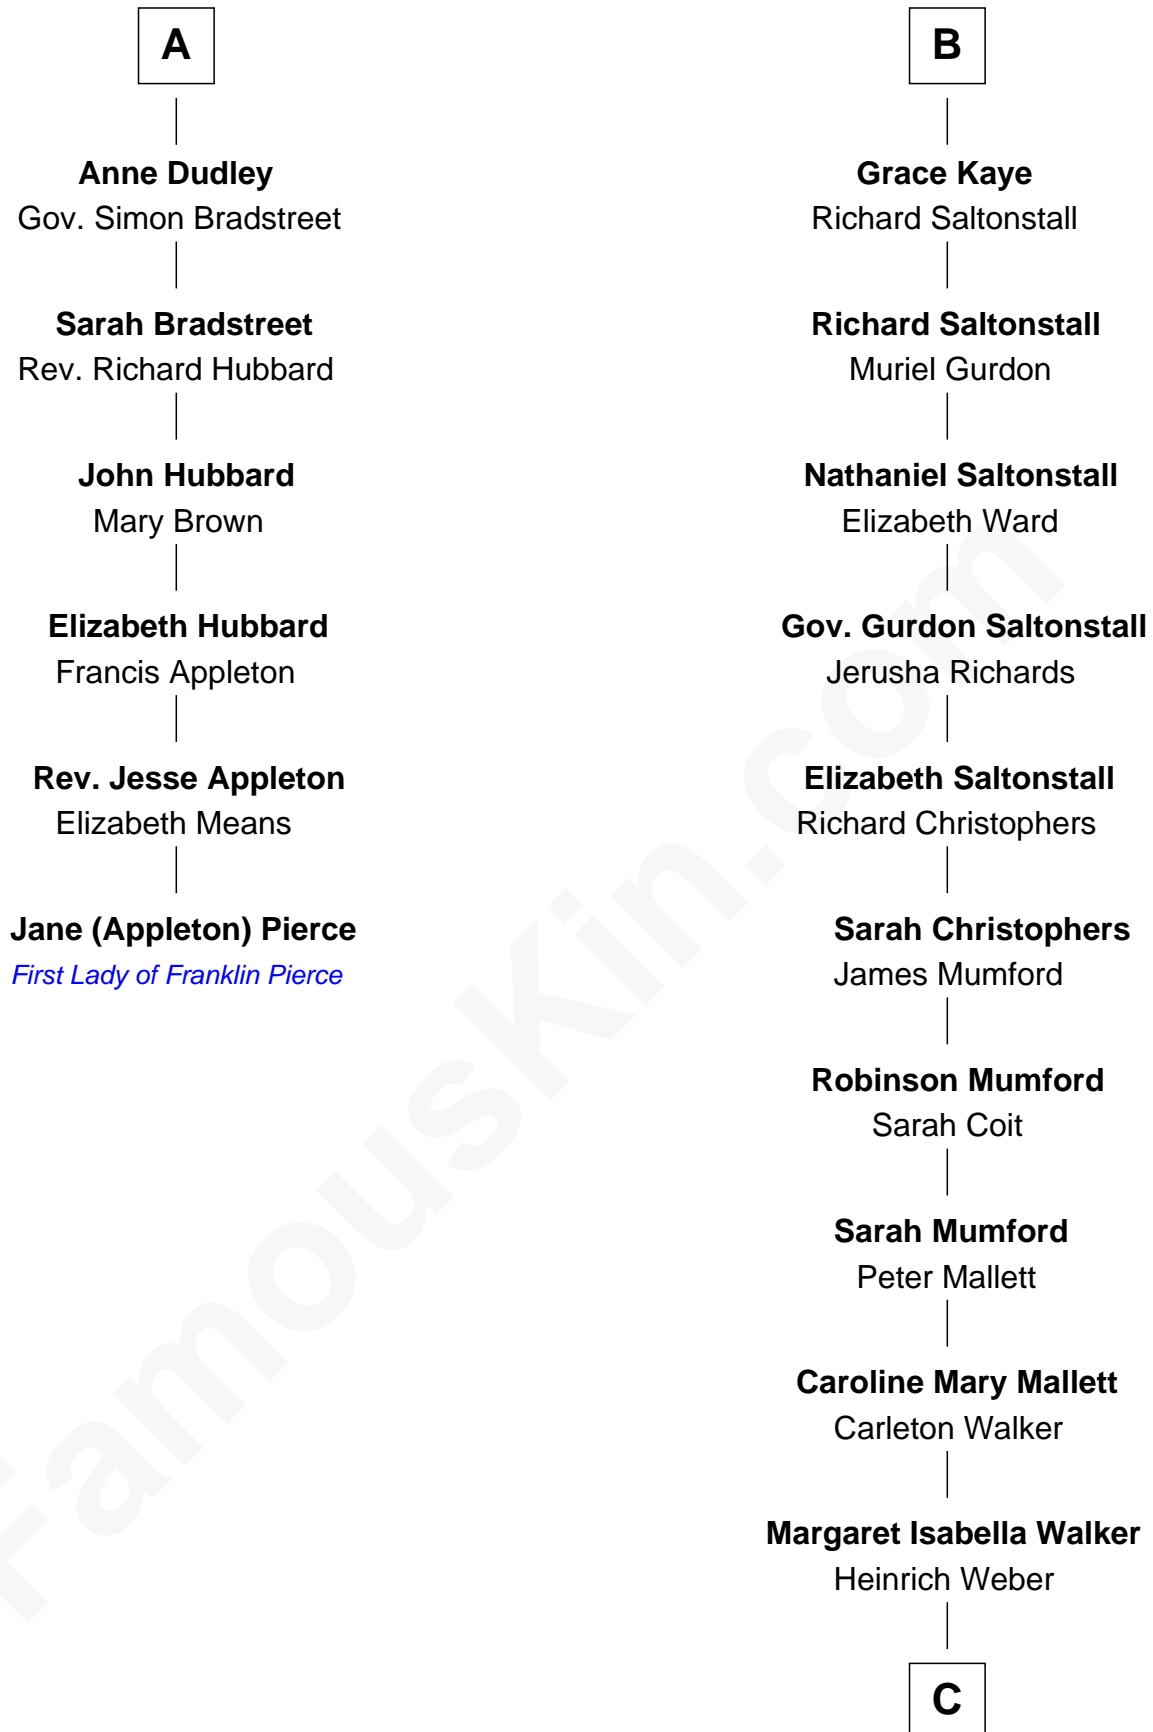 A
Anne Dudley
Gov. Simon Bradstreet
Sarah Bradstreet
Rev. Richard Hubbard
John Hubbard
Mary Brown
Elizabeth Hubbard
Francis Appleton
Rev. Jesse Appleton
Elizabeth Means
Jane (Appleton) Pierce
First Lady of Franklin Pierce
B
Grace Kaye
Richard Saltonstall
Richard Saltonstall
Muriel Gurdon
Nathaniel Saltonstall
Elizabeth Ward
Gov. Gurdon Saltonstall
Jerusha Richards
Elizabeth Saltonstall
Richard Christophers
Sarah Christophers
James Mumford
Robinson Mumford
Sarah Coit
Sarah Mumford
Peter Mallett
Caroline Mary Mallett
Carleton Walker
Margaret Isabella Walker
Heinrich Weber
C
FamousKin.com